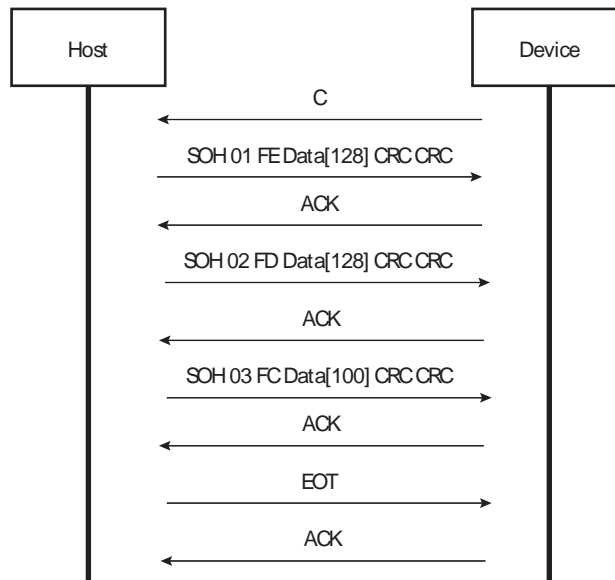 Host
Device
C
SOH 01 FE Data[128] CRC CRC
ACK
SOH 02 FD Data[128] CRC CRC
ACK
SOH 03 FC Data[100] CRC CRC
ACK
EOT
ACK